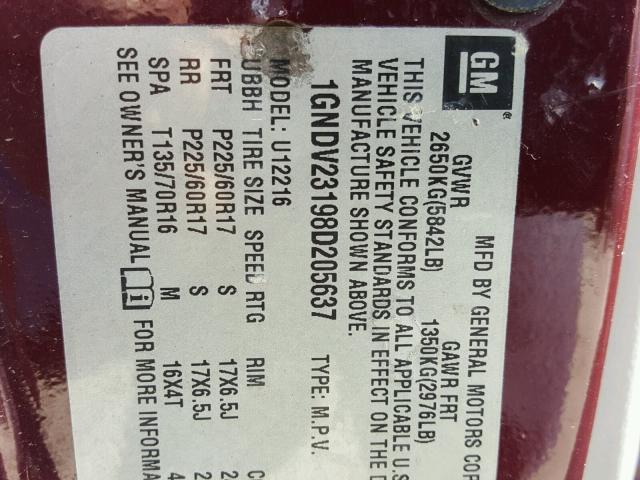 GM
MFD BY GENERAL MOTORS COR
GVWR GAWR FRT
2650KG(5842LB) 1350KG(2976LB)
THIS VEHICLE CONFORMS TO ALL APPLICABLE U.S
VEHICLE SAFETY STANDARDS IN EFFECT ON THE D
MANUFACTURE SHOWN ABOVE.
1GNDV23198D205637 TYPE: M.P.V.
MODEL: U12216
UBBH TIRE SIZE SPEED RTG RIM C
FRT P225/60R17 S 17X6.5J 2
RR P225/60R17 S 17X6.5J 2
SPA T135/70R16 M 16X4T 4
SEE OWNER'S MANUAL FOR MORE INFORMA